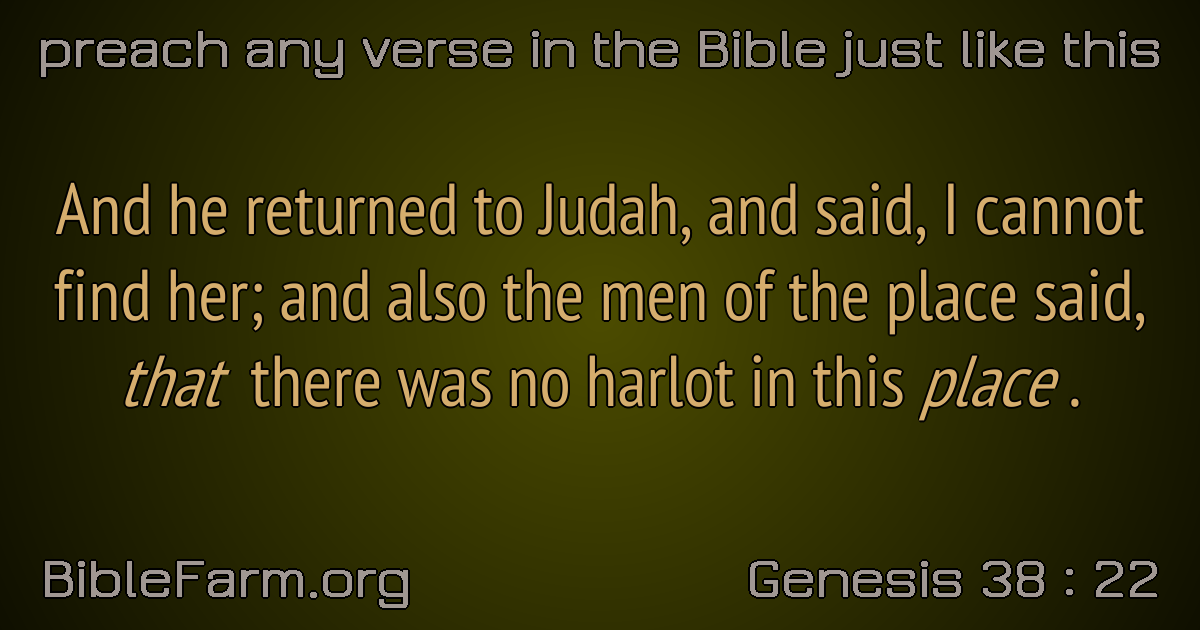 preach any verse in the Bible just like this
And he returned to Judah, and said, I cannot
find her; and also the men of the place said,
that there was no harlot in this place .
BibleFarm.org
Genesis 38 : 22